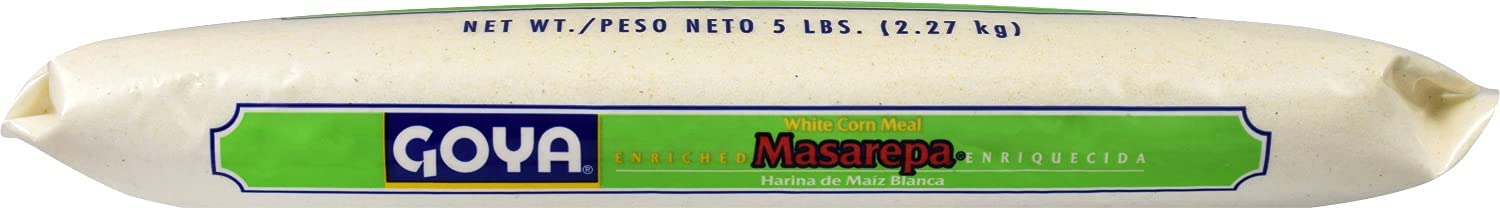 NET WT./PESO NETO 5 LBS. (2.27 kg)
GOYA®
White Corn Meal
ENRICHED Masarepa® ENRIQUECIDA
Harina de Maíz Blanca